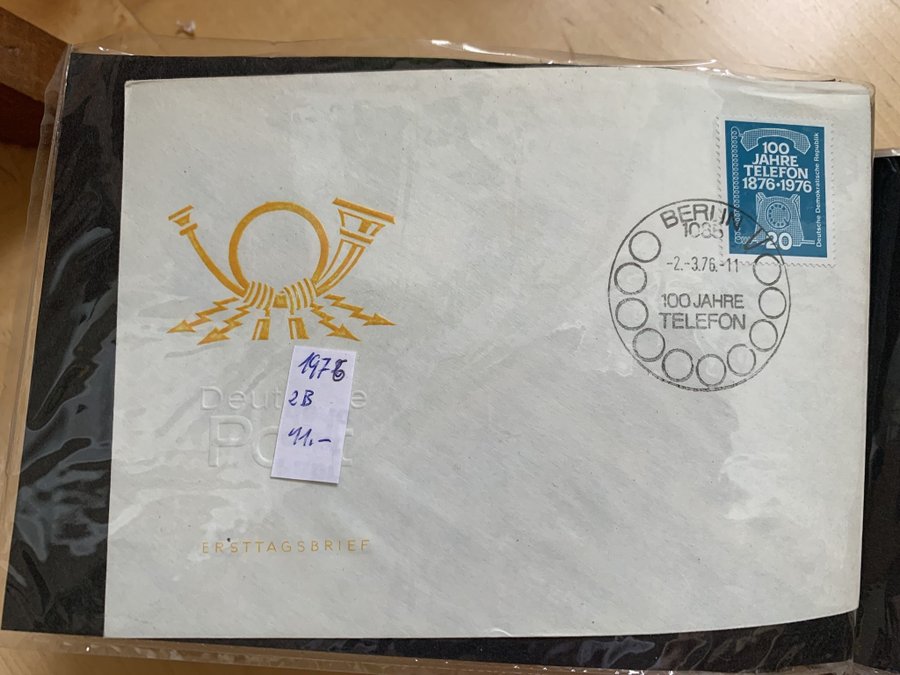 100
JAHRE
TELEFON
1876·1976
20
Deutsche Demokratische Republik
BERLIN
1085
-2.-3.76.-11
100 JAHRE
TELEFON
1976
2B
11.-
Deutsche
Post
ERSTTAGSBRIEF